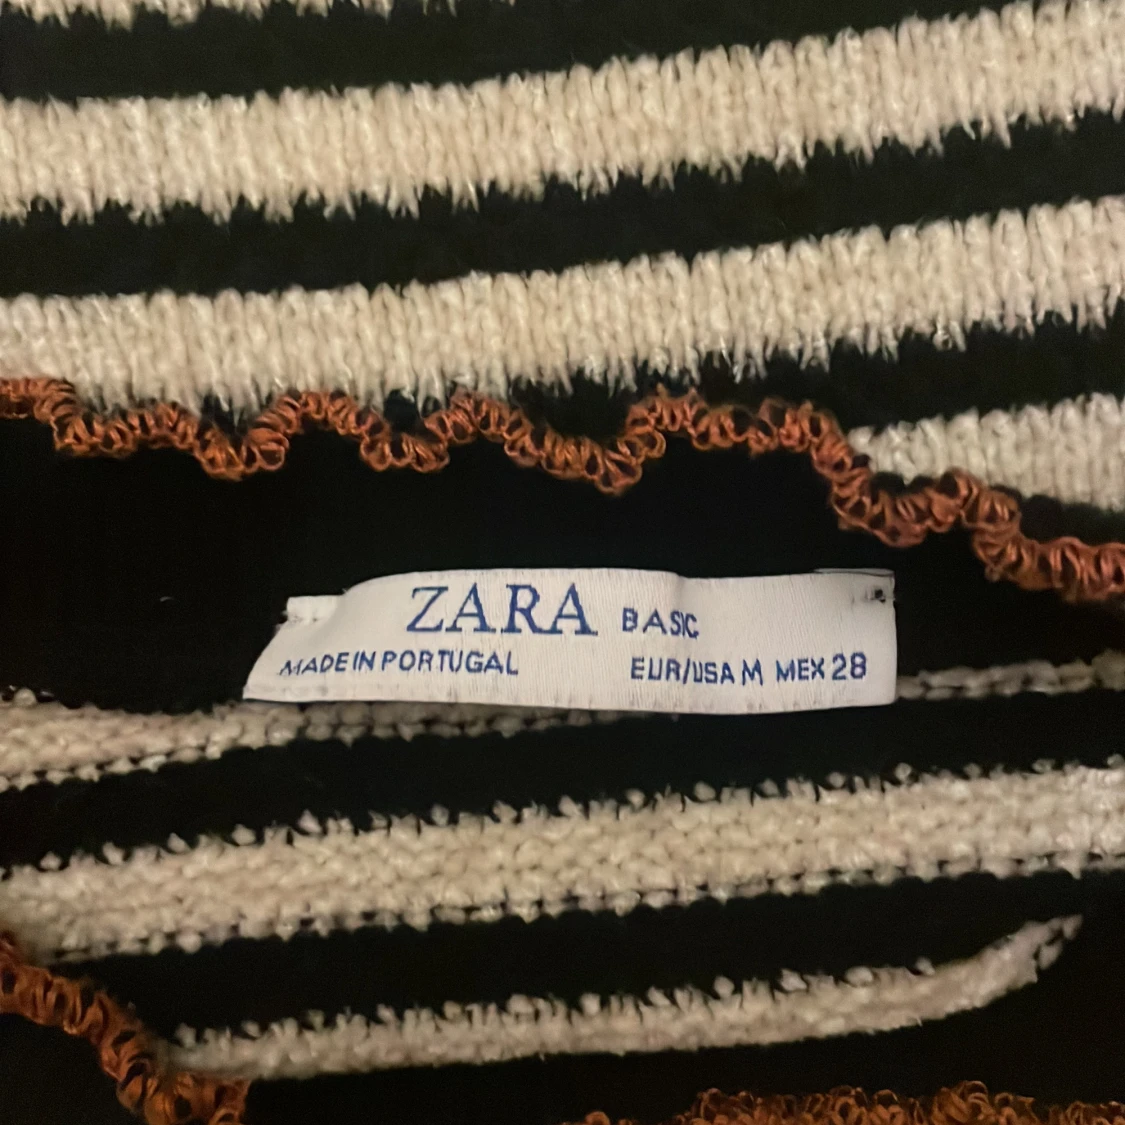 ZARA BASIC
MADE IN PORTUGAL EUR/USA M MEX 28